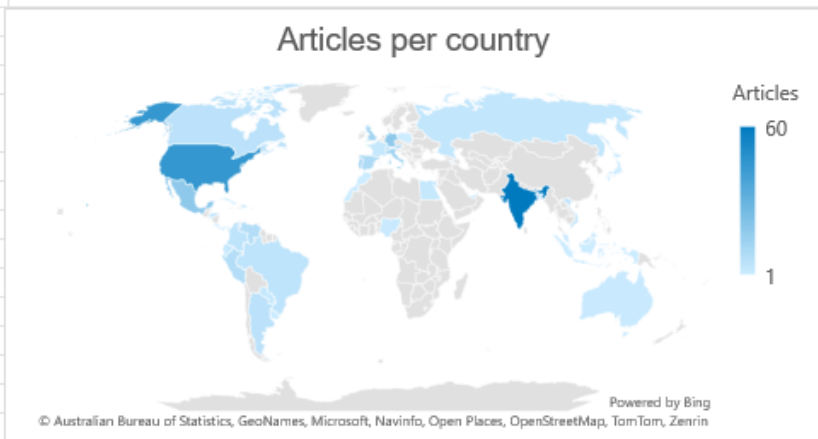 Articles per country
Articles
60
1
Powered by Bing
© Australian Bureau of Statistics, GeoNames, Microsoft, Navinfo, Open Places, OpenStreetMap, TomTom, Zenrin